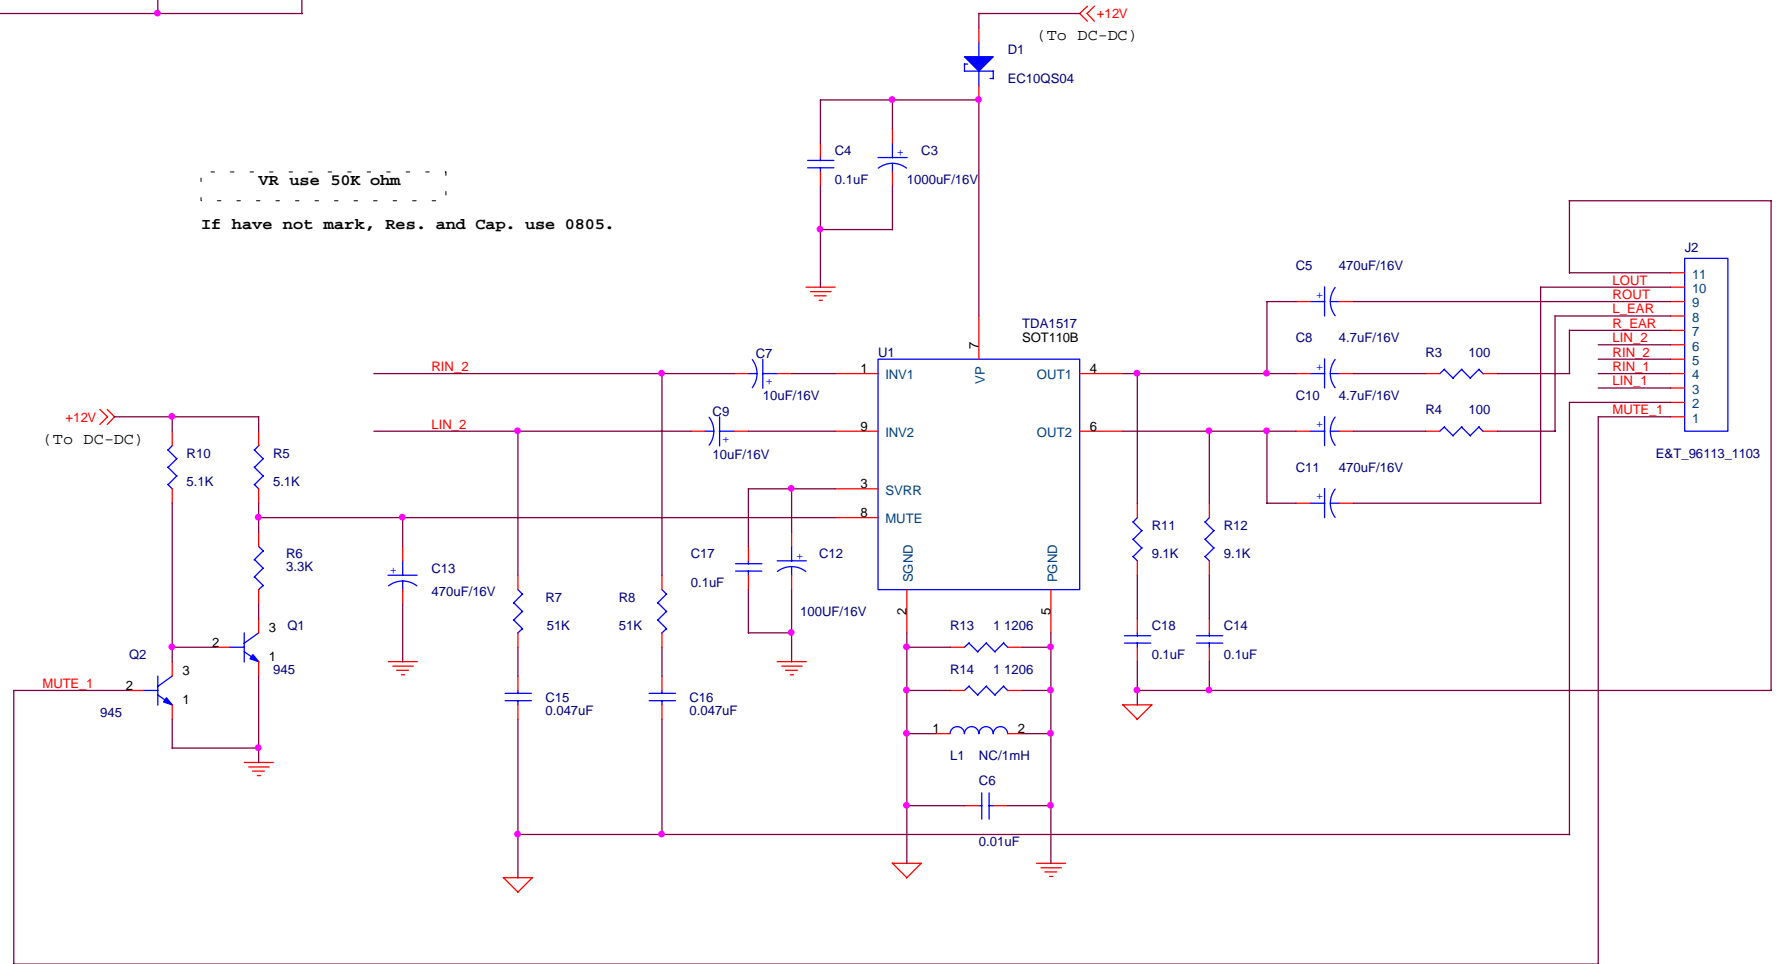 +12V
(To DC-DC)
D1
EC10QS04
C4
0.1uF
C3
1000uF/16V
VR use 50K ohm
If have not mark, Res. and Cap. use 0805.
J2
C5 470uF/16V
LOUT
ROUT
L_EAR
R_EAR
LIN_2
RIN_2
RIN_1
LIN_1
MUTE_1
11
10
9
8
7
6
5
4
3
2
1
E&T_96113_1103
TDA1517
SOT110B
U1
7
VP
C8 4.7uF/16V
R3 100
C10 4.7uF/16V
R4 100
C11 470uF/16V
RIN_2
C7
+
10uF/16V
1
INV1
OUT1
4
LIN_2
C9
+
10uF/16V
9
INV2
OUT2
6
3
SVRR
8
MUTE
SGND
PGND
2
5
+12V
(To DC-DC)
R10
5.1K
R5
5.1K
R6
3.3K
C13
470uF/16V
C17
0.1uF
C12
100UF/16V
R11
9.1K
R12
9.1K
R7
51K
R8
51K
Q1
3
2
1
945
Q2
3
2
1
945
MUTE_1
C15
0.047uF
C16
0.047uF
R13 1 1206
R14 1 1206
1
2
L1 NC/1mH
C6
0.01uF
C18
0.1uF
C14
0.1uF